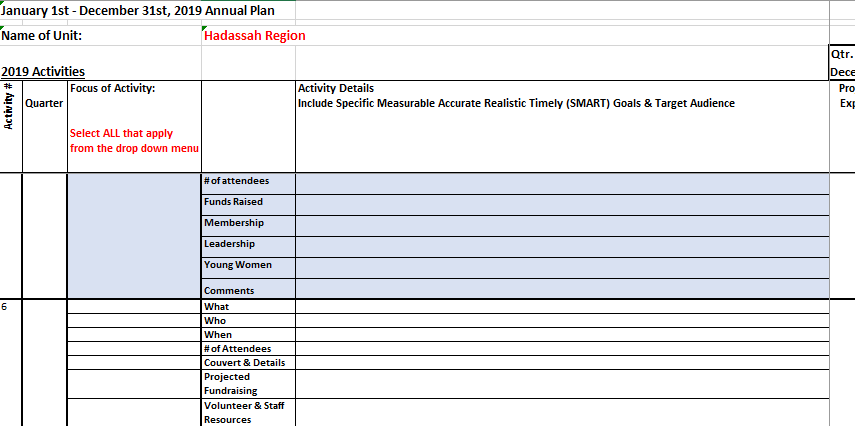 January 1st - December 31st, 2019 Annual Plan
Name of Unit:
Hadassah Region
Qtr.
2019 Activities
Dece
Activity #
Quarter
Focus of Activity:
Select ALL that apply
from the drop down menu
Activity Details
Include Specific Measurable Accurate Realistic Timely (SMART) Goals & Target Audience
Pro
Exp
# of attendees
Funds Raised
Membership
Leadership
Young Women
Comments
6
What
Who
When
# of Attendees
Couvert & Details
Projected
Fundraising
Volunteer & Staff
Resources